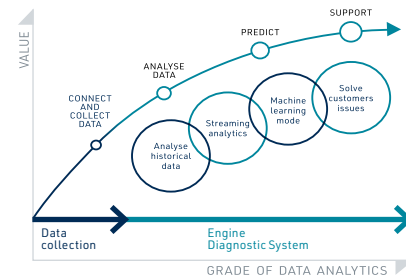 SUPPORT
PREDICT
ANALYSE
DATA
CONNECT
AND
COLLECT
DATA
VALUE
Analyse
historical
data
Streaming
analytics
Machine
learning
mode
Solve
customers
issues
Data
collection
Engine
Diagnostic System
GRADE OF DATA ANALYTICS